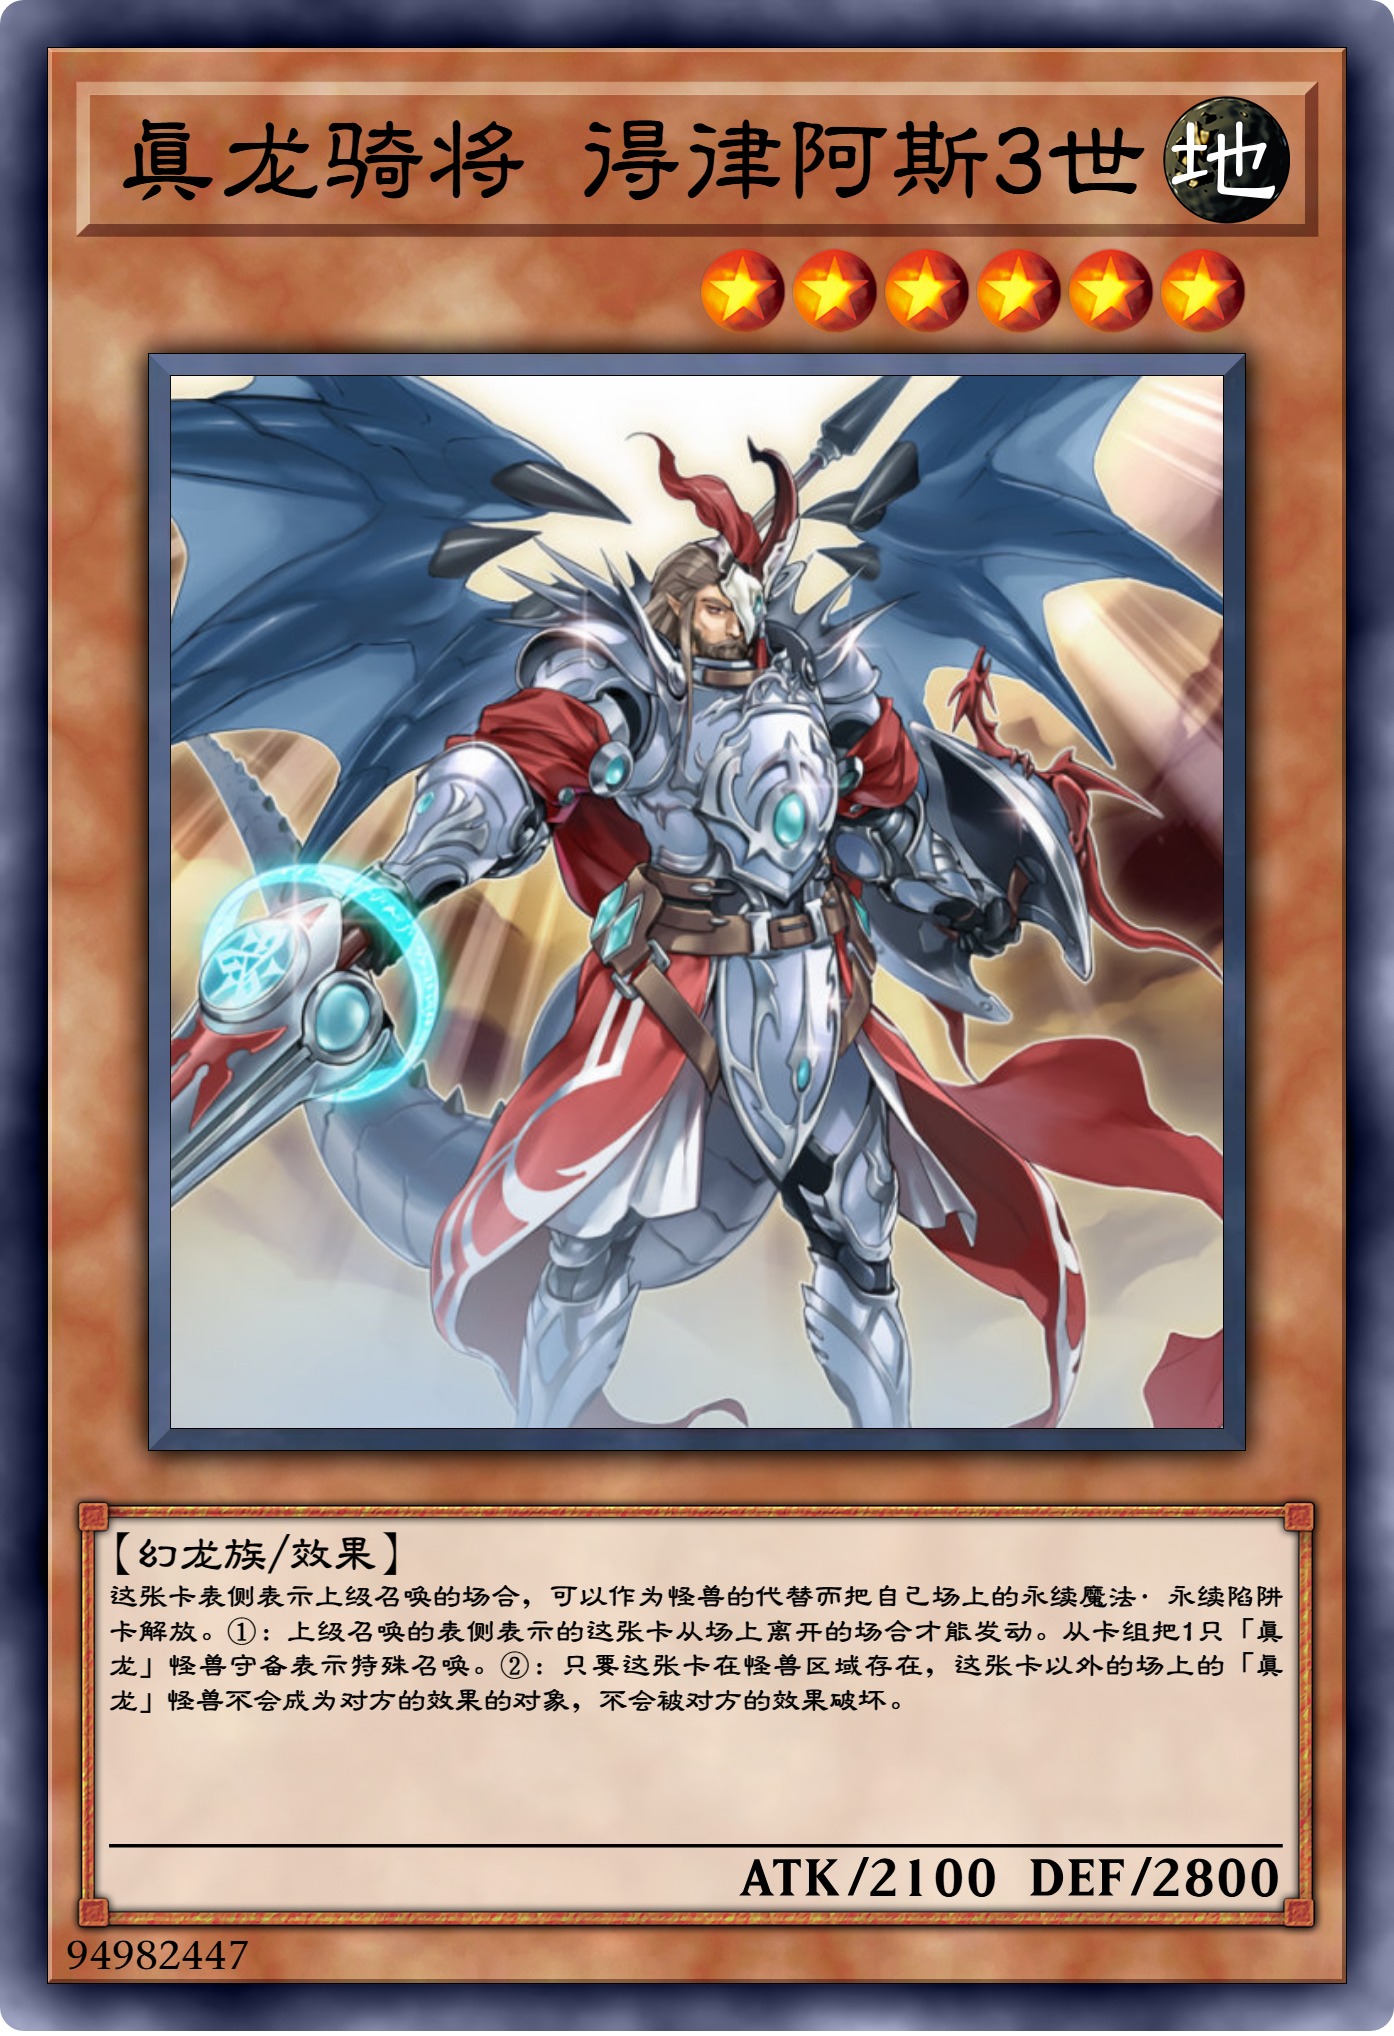 眞龙骑将 得律阿斯3世
地
【幻龙族/效果】
这张卡表侧表示上级召唤的场合，可以作为怪兽的代替而把自己场上的永续魔法·永续陷阱
卡解放。①：上级召唤的表侧表示的这张卡从场上离开的场合才能发动。从卡组把1只「眞
龙」怪兽守备表示特殊召唤。②：只要这张卡在怪兽区域存在，这张卡以外的场上的「眞
龙」怪兽不会成为对方的效果的对象，不会被对方的效果破坏。
ATK/2100 DEF/2800
94982447